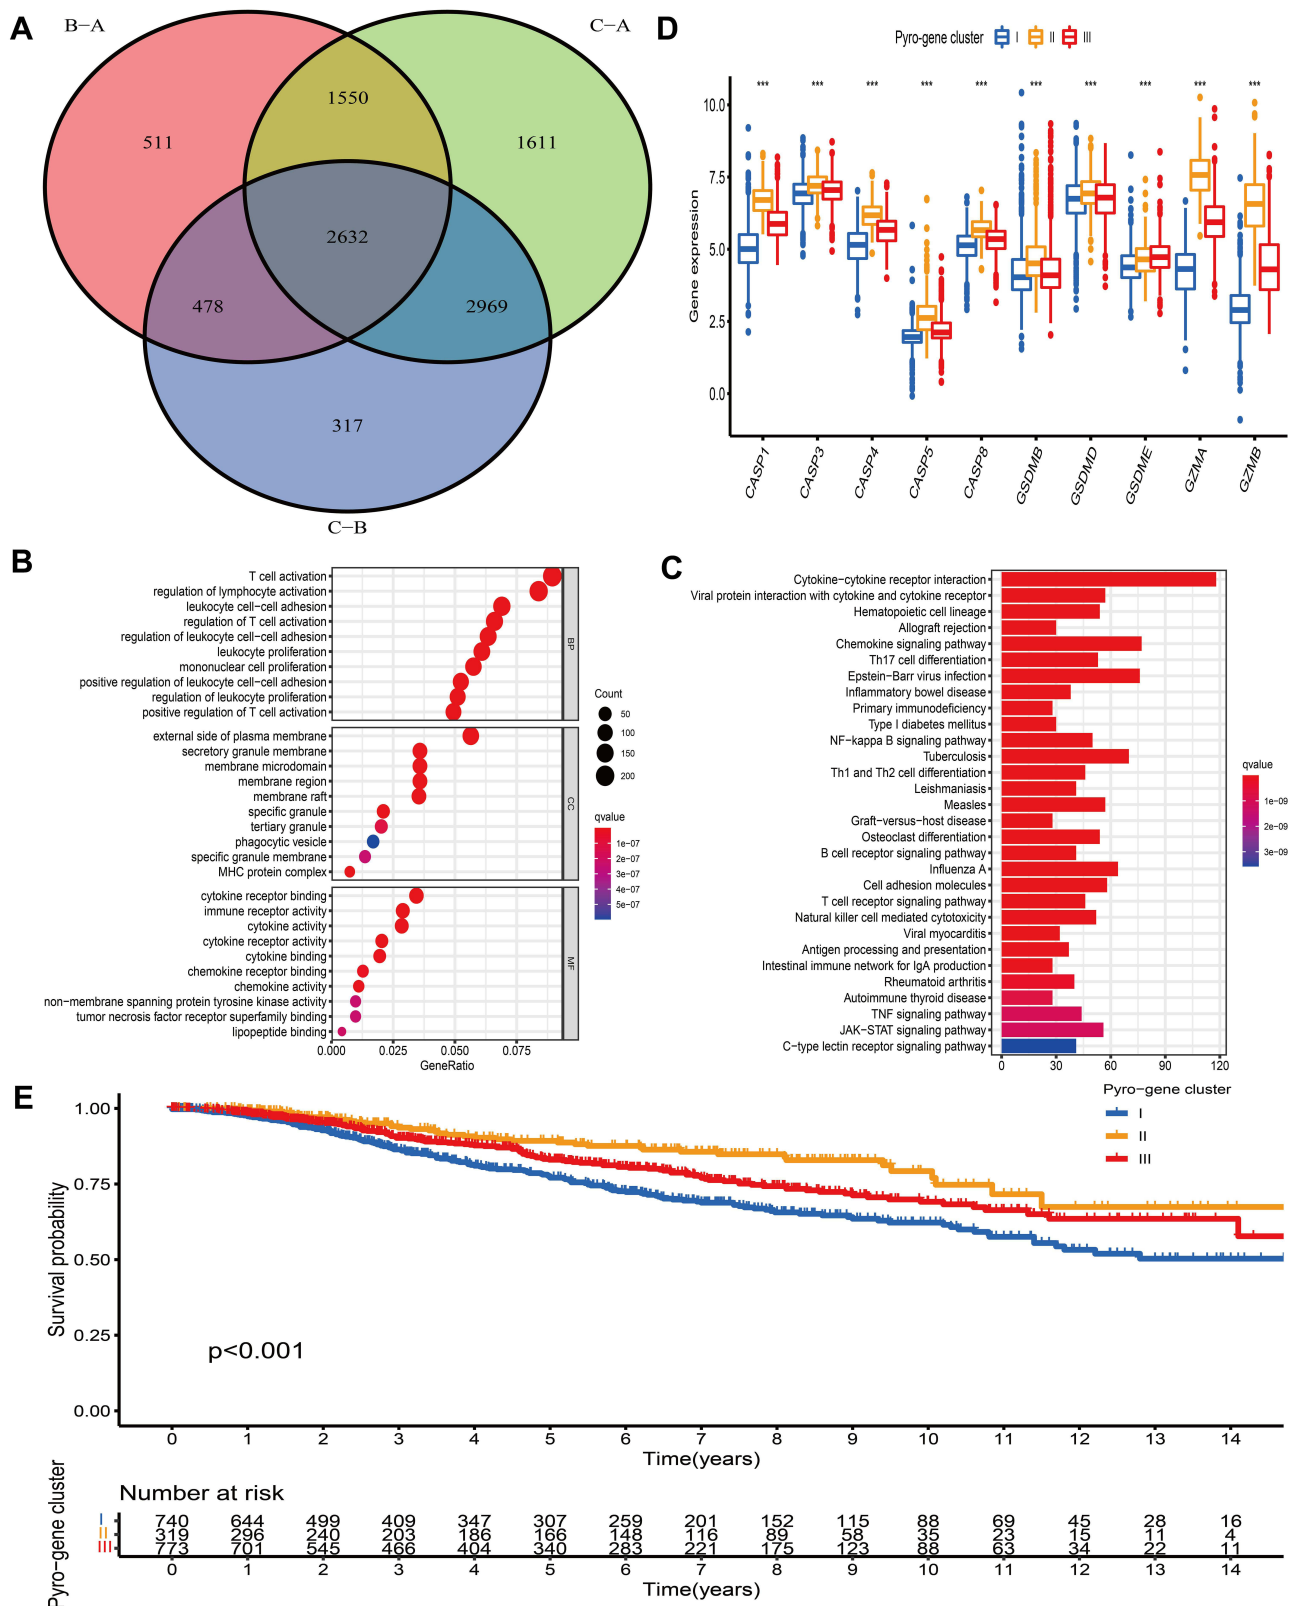 A
B−A
C−A
1550
511
1611
2632
478
2969
317
C−B
D
Pyro-gene cluster I II III
Gene expression
10.0
7.5
5.0
2.5
0.0
*** *** *** *** *** *** *** *** *** ***
CASP1 CASP3 CASP4 CASP5 CASP8 GSDMB GSDMD GSDME GZMA GZMB
B
T cell activation
regulation of lymphocyte activation
leukocyte cell−cell adhesion
regulation of T cell activation
regulation of leukocyte cell−cell adhesion
leukocyte proliferation
mononuclear cell proliferation
positive regulation of leukocyte cell−cell adhesion
regulation of leukocyte proliferation
positive regulation of T cell activation
BP
external side of plasma membrane
secretory granule membrane
membrane microdomain
membrane region
membrane raft
specific granule
tertiary granule
phagocytic vesicle
specific granule membrane
MHC protein complex
CC
cytokine receptor binding
immune receptor activity
cytokine activity
cytokine receptor activity
cytokine binding
chemokine receptor binding
chemokine activity
non−membrane spanning protein tyrosine kinase activity
tumor necrosis factor receptor superfamily binding
lipopeptide binding
MF
0.000 0.025 0.050 0.075
GeneRatio
Count
50
100
150
200
qvalue
1e−07
2e−07
3e−07
4e−07
5e−07
C
Cytokine−cytokine receptor interaction
Viral protein interaction with cytokine and cytokine receptor
Hematopoietic cell lineage
Allograft rejection
Chemokine signaling pathway
Th17 cell differentiation
Epstein−Barr virus infection
Inflammatory bowel disease
Primary immunodeficiency
Type I diabetes mellitus
NF−kappa B signaling pathway
Tuberculosis
Th1 and Th2 cell differentiation
Leishmaniasis
Measles
Graft−versus−host disease
Osteoclast differentiation
B cell receptor signaling pathway
Influenza A
Cell adhesion molecules
T cell receptor signaling pathway
Natural killer cell mediated cytotoxicity
Viral myocarditis
Antigen processing and presentation
Intestinal immune network for IgA production
Rheumatoid arthritis
Autoimmune thyroid disease
TNF signaling pathway
JAK−STAT signaling pathway
C−type lectin receptor signaling pathway
0 30 60 90 120
qvalue
1e−09
2e−09
3e−09
E
Pyro−gene cluster
I
II
III
Survival probability
1.00
0.75
0.50
0.25
0.00
p<0.001
0 1 2 3 4 5 6 7 8 9 10 11 12 13 14
Time(years)
Number at risk
Pyro−gene cluster
I 740 644 499 409 347 307 259 201 152 115 88 69 45 28 16
II 319 296 240 203 186 166 148 116 89 58 35 23 15 11 4
III 773 701 545 466 404 340 283 221 175 123 88 63 34 22 11
0 1 2 3 4 5 6 7 8 9 10 11 12 13 14
Time(years)